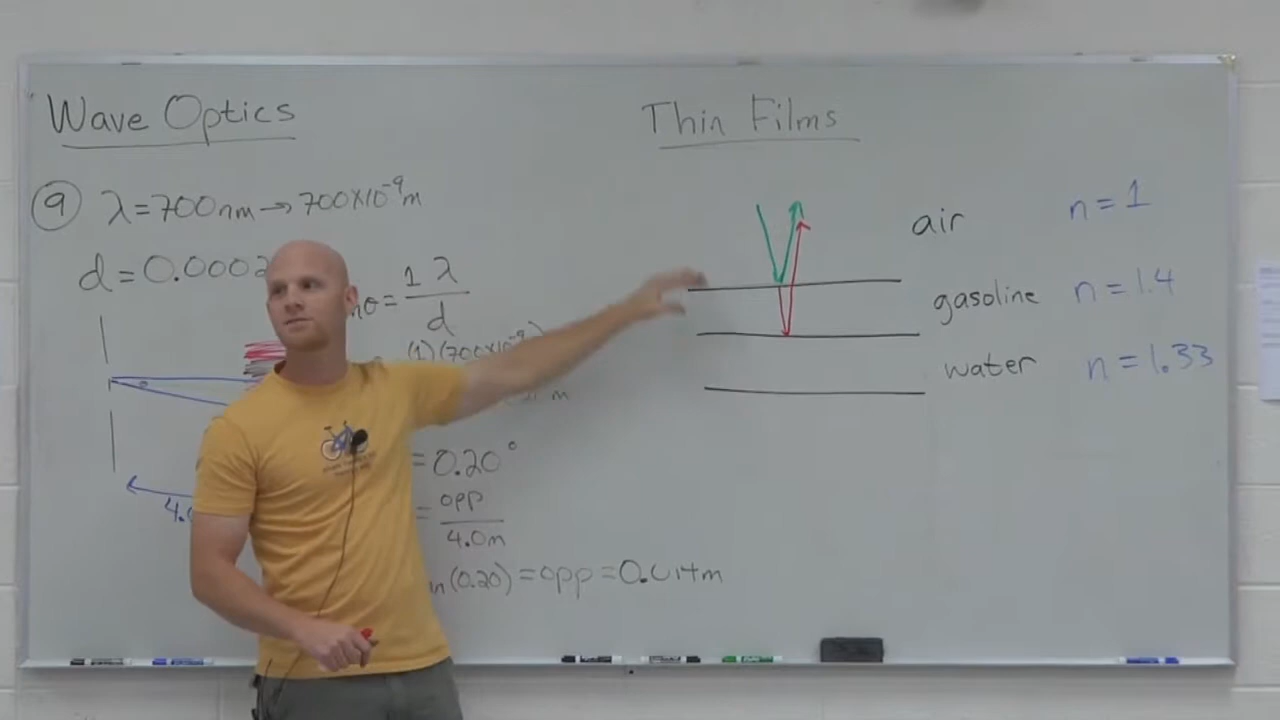 Wave Optics
9 λ=700nm→700x10⁻⁹m
d=0.0002
θ=1λ/d
(1)(700x10⁻⁹)
m
=0.20°
=opp/4.0m
(0.20)=opp=0.014m
Thin Films
air n=1
gasoline n=1.4
water n=1.33